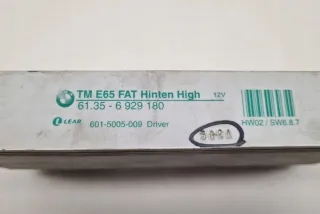 TM E65 FAT Hinten High 12V
61.35 - 6 929 180
LEAR 601-5005-009 Driver
HW02 / SW6.8.7